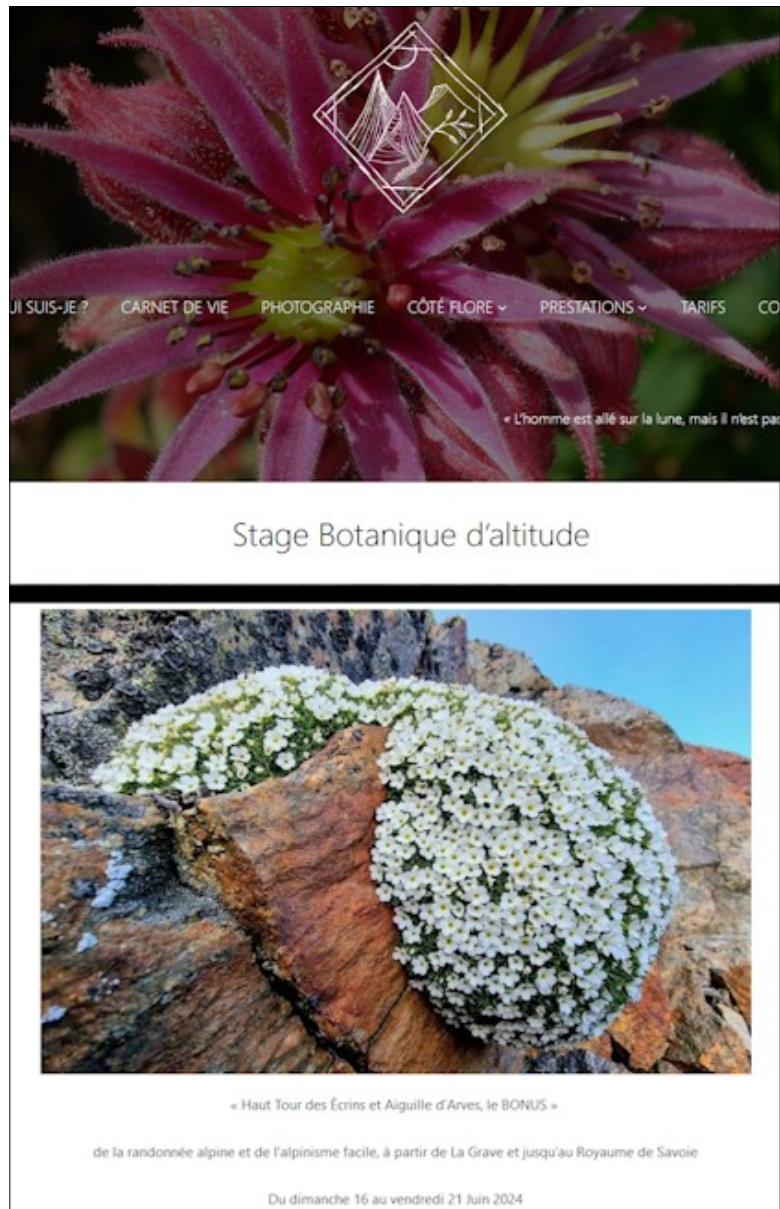 UI SUIS-JE ? CARNET DE VIE PHOTOGRAPHIE CÔTÉ FLORE PRESTATIONS TARIFS CO
« L'homme est allé sur la lune, mais il n'est pas
Stage Botanique d'altitude
« Haut Tour des Écrins et Aiguille d'Arves, le BONUS »
de la randonnée alpine et de l'alpinisme facile, à partir de La Grave et jusqu'au Royaume de Savoie
Du dimanche 16 au vendredi 21 Juin 2024